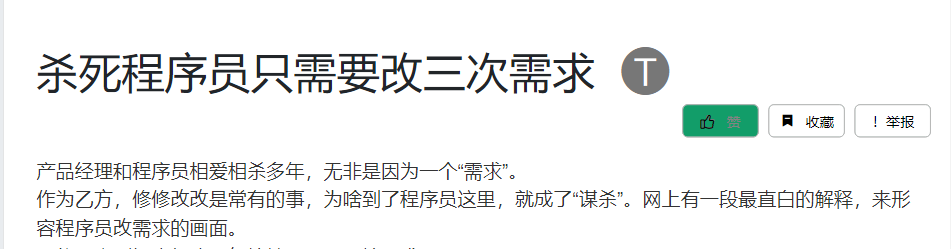 杀死程序员只需要改三次需求 T
赞 收藏 ！举报
产品经理和程序员相爱相杀多年，无非是因为一个“需求”。
作为乙方，修修改改是常有的事，为啥到了程序员这里，就成了“谋杀”。网上有一段最直白的解释，来形
容程序员改需求的画面。